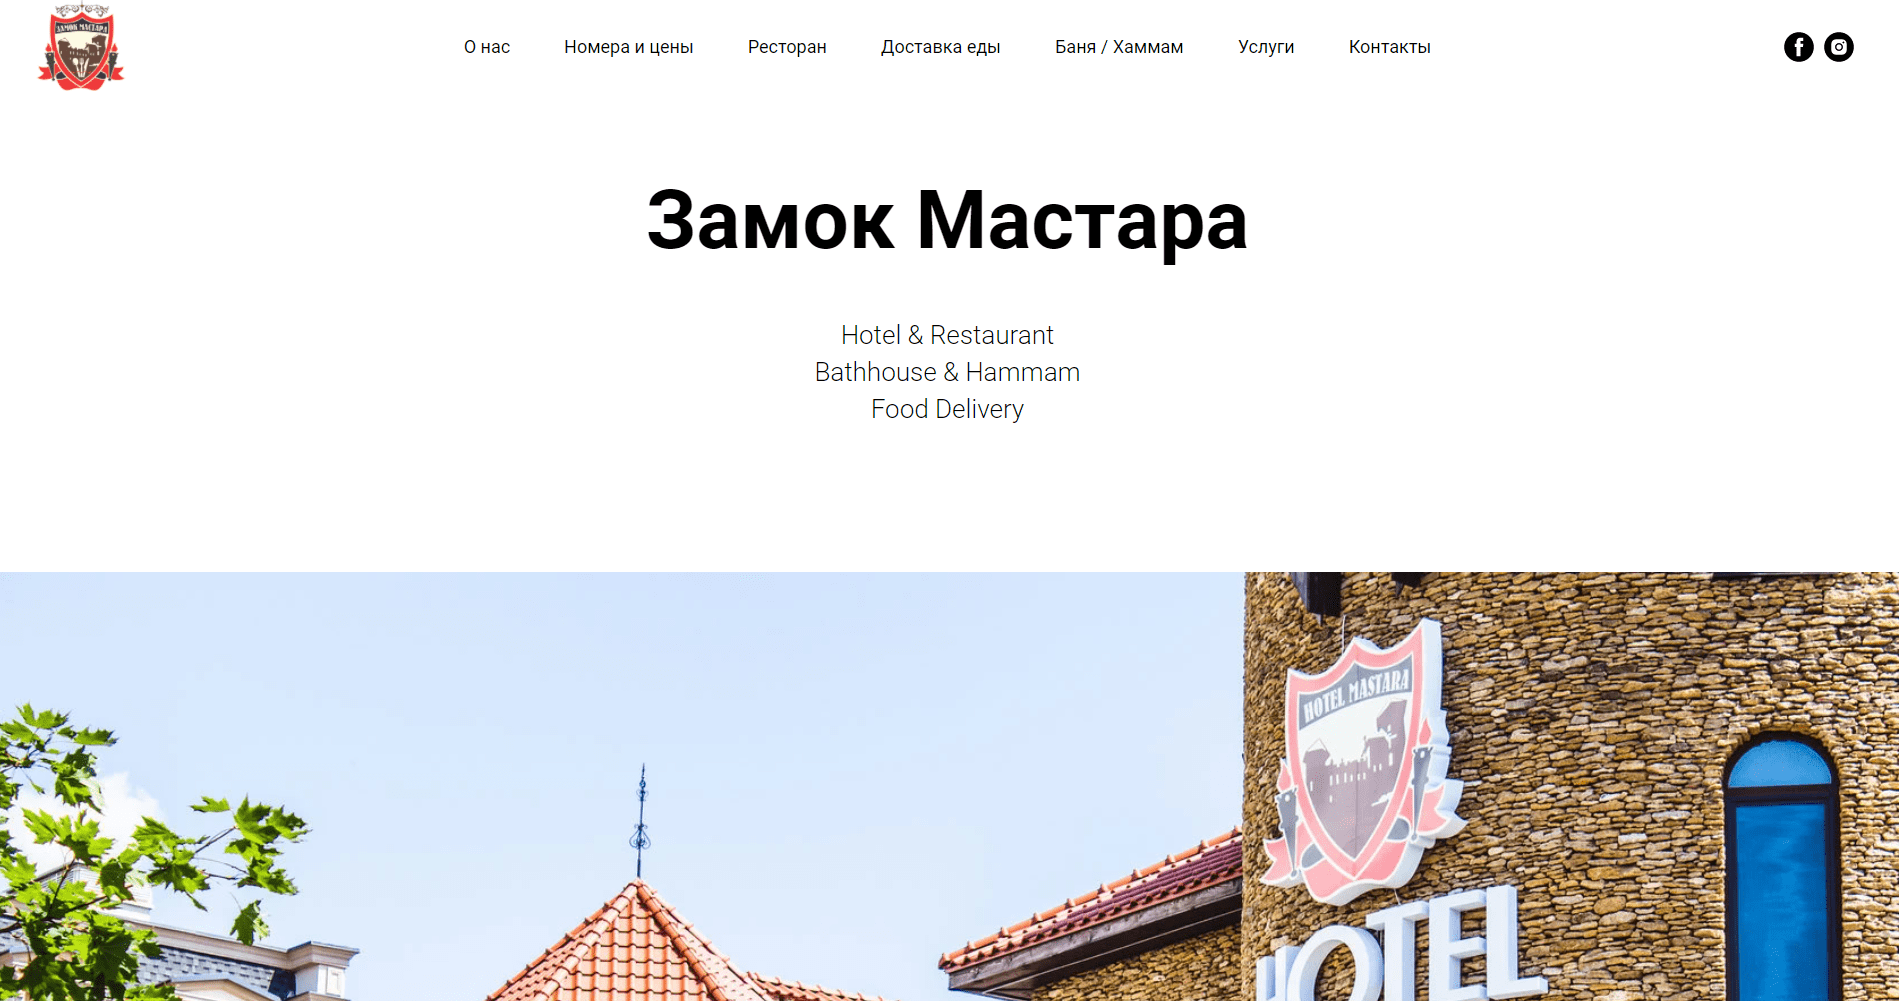 ЗАМОК МАСТАРА
О нас
Номера и цены
Ресторан
Доставка еды
Баня / Хаммам
Услуги
Контакты
Замок Мастара
Hotel & Restaurant
Bathhouse & Hammam
Food Delivery
HOTEL MASTARA
HOTEL